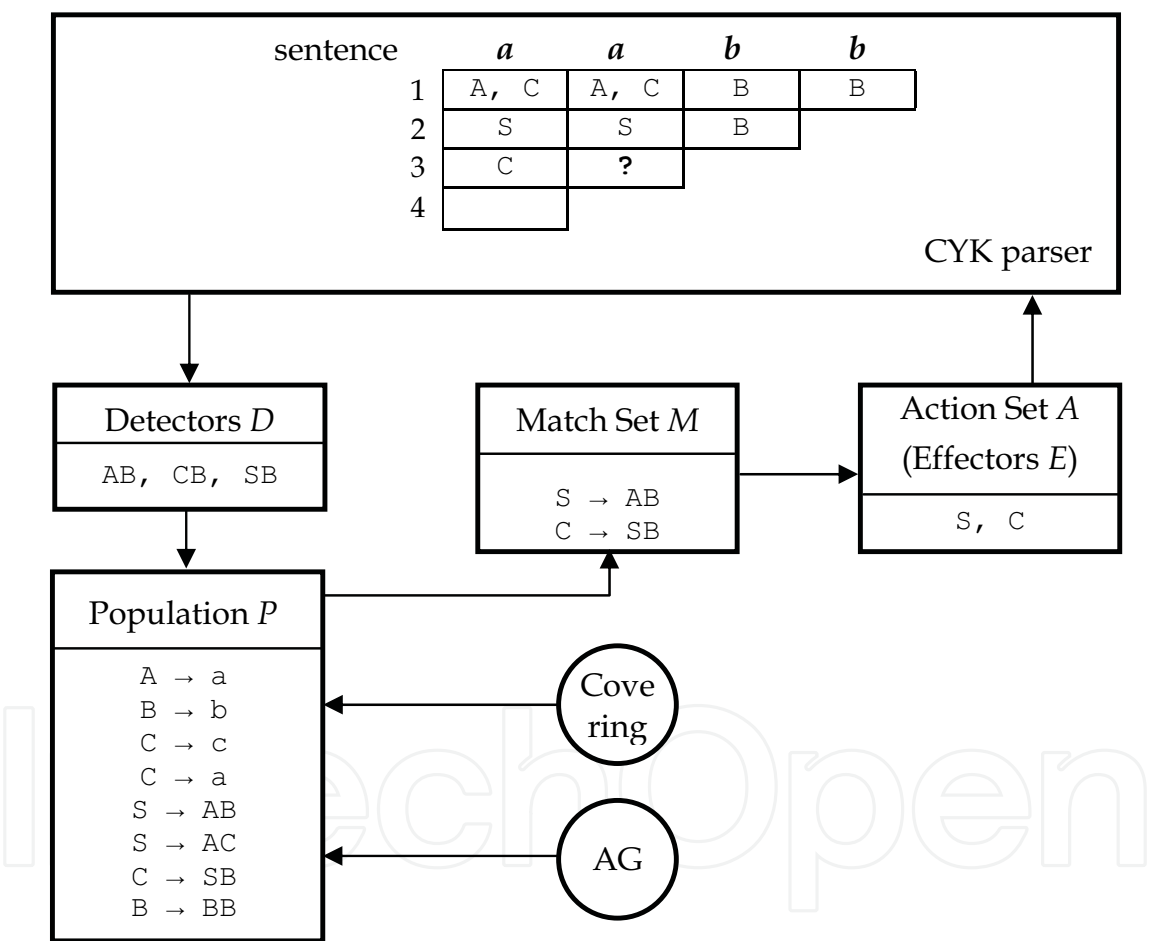 sentence a a b b
1 A, C A, C B B
2 S S B
3 C ?
4
CYK parser
Detectors D
AB, CB, SB
Match Set M
S → AB
C → SB
Action Set A
(Effectors E)
S, C
Population P
A → a
B → b
C → c
C → a
S → AB
S → AC
C → SB
B → BB
Cove
ring
AG
IntechOpen